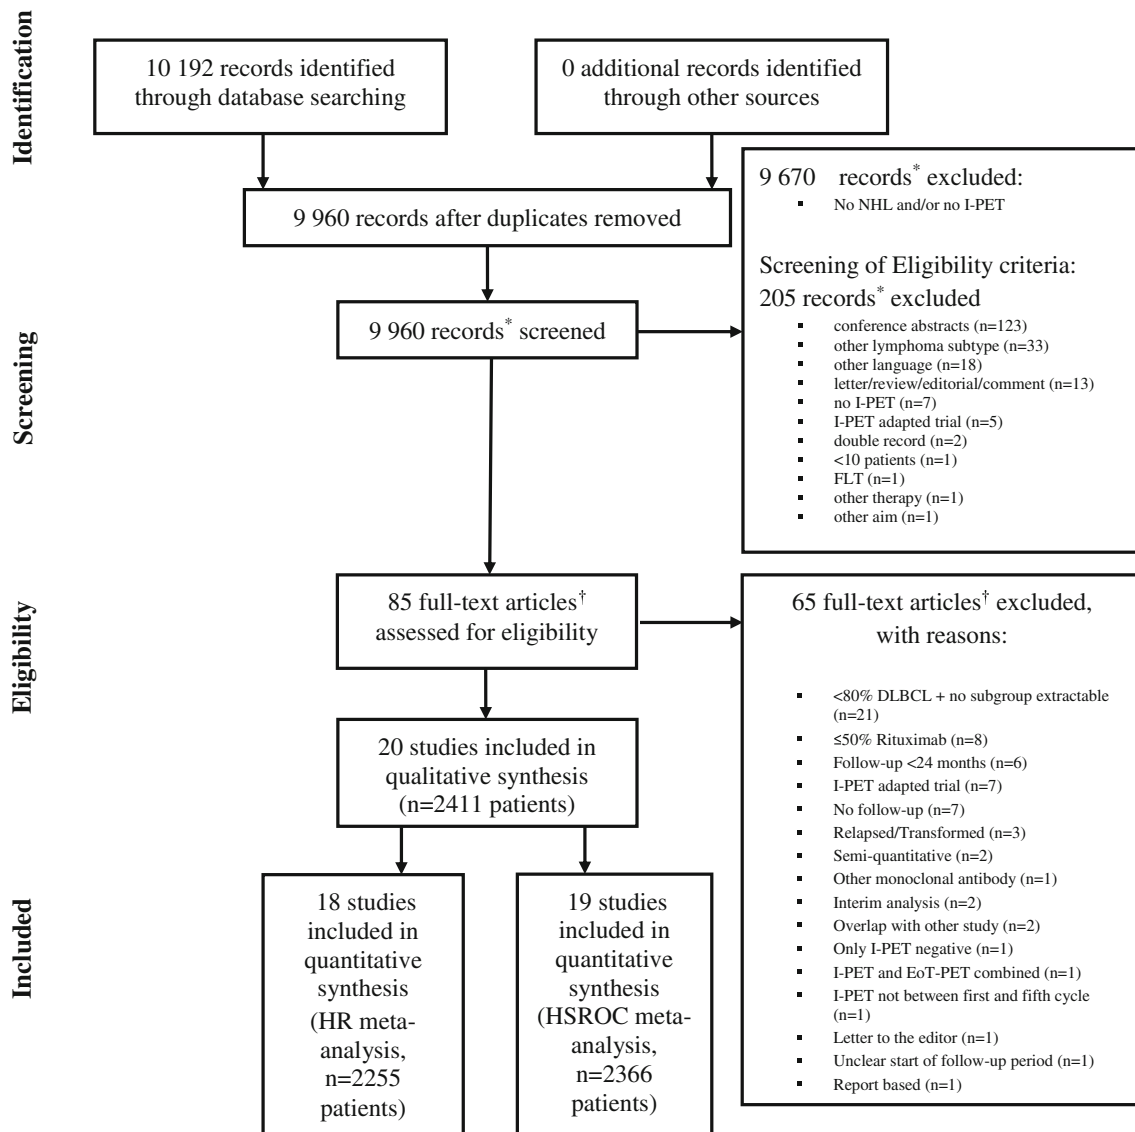 Identification
10 192 records identified
through database searching
0 additional records identified
through other sources
9 960 records after duplicates removed
Screening
9 960 records* screened
9 670 records* excluded:
▪ No NHL and/or no I-PET
Screening of Eligibility criteria:
205 records* excluded
▪ conference abstracts (n=123)
▪ other lymphoma subtype (n=33)
▪ other language (n=18)
▪ letter/review/editorial/comment (n=13)
▪ no I-PET (n=7)
▪ I-PET adapted trial (n=5)
▪ double record (n=2)
▪ <10 patients (n=1)
▪ FLT (n=1)
▪ other therapy (n=1)
▪ other aim (n=1)
Eligibility
85 full-text articles†
assessed for eligibility
65 full-text articles† excluded,
with reasons:
▪ <80% DLBCL + no subgroup extractable
(n=21)
▪ ≤50% Rituximab (n=8)
▪ Follow-up <24 months (n=6)
▪ I-PET adapted trial (n=7)
▪ No follow-up (n=7)
▪ Relapsed/Transformed (n=3)
▪ Semi-quantitative (n=2)
▪ Other monoclonal antibody (n=1)
▪ Interim analysis (n=2)
▪ Overlap with other study (n=2)
▪ Only I-PET negative (n=1)
▪ I-PET and EoT-PET combined (n=1)
▪ I-PET not between first and fifth cycle
(n=1)
▪ Letter to the editor (n=1)
▪ Unclear start of follow-up period (n=1)
▪ Report based (n=1)
20 studies included in
qualitative synthesis
(n=2411 patients)
Included
18 studies
included in
quantitative
synthesis
(HR meta-
analysis,
n=2255
patients)
19 studies
included in
quantitative
synthesis
(HSROC meta-
analysis,
n=2366
patients)